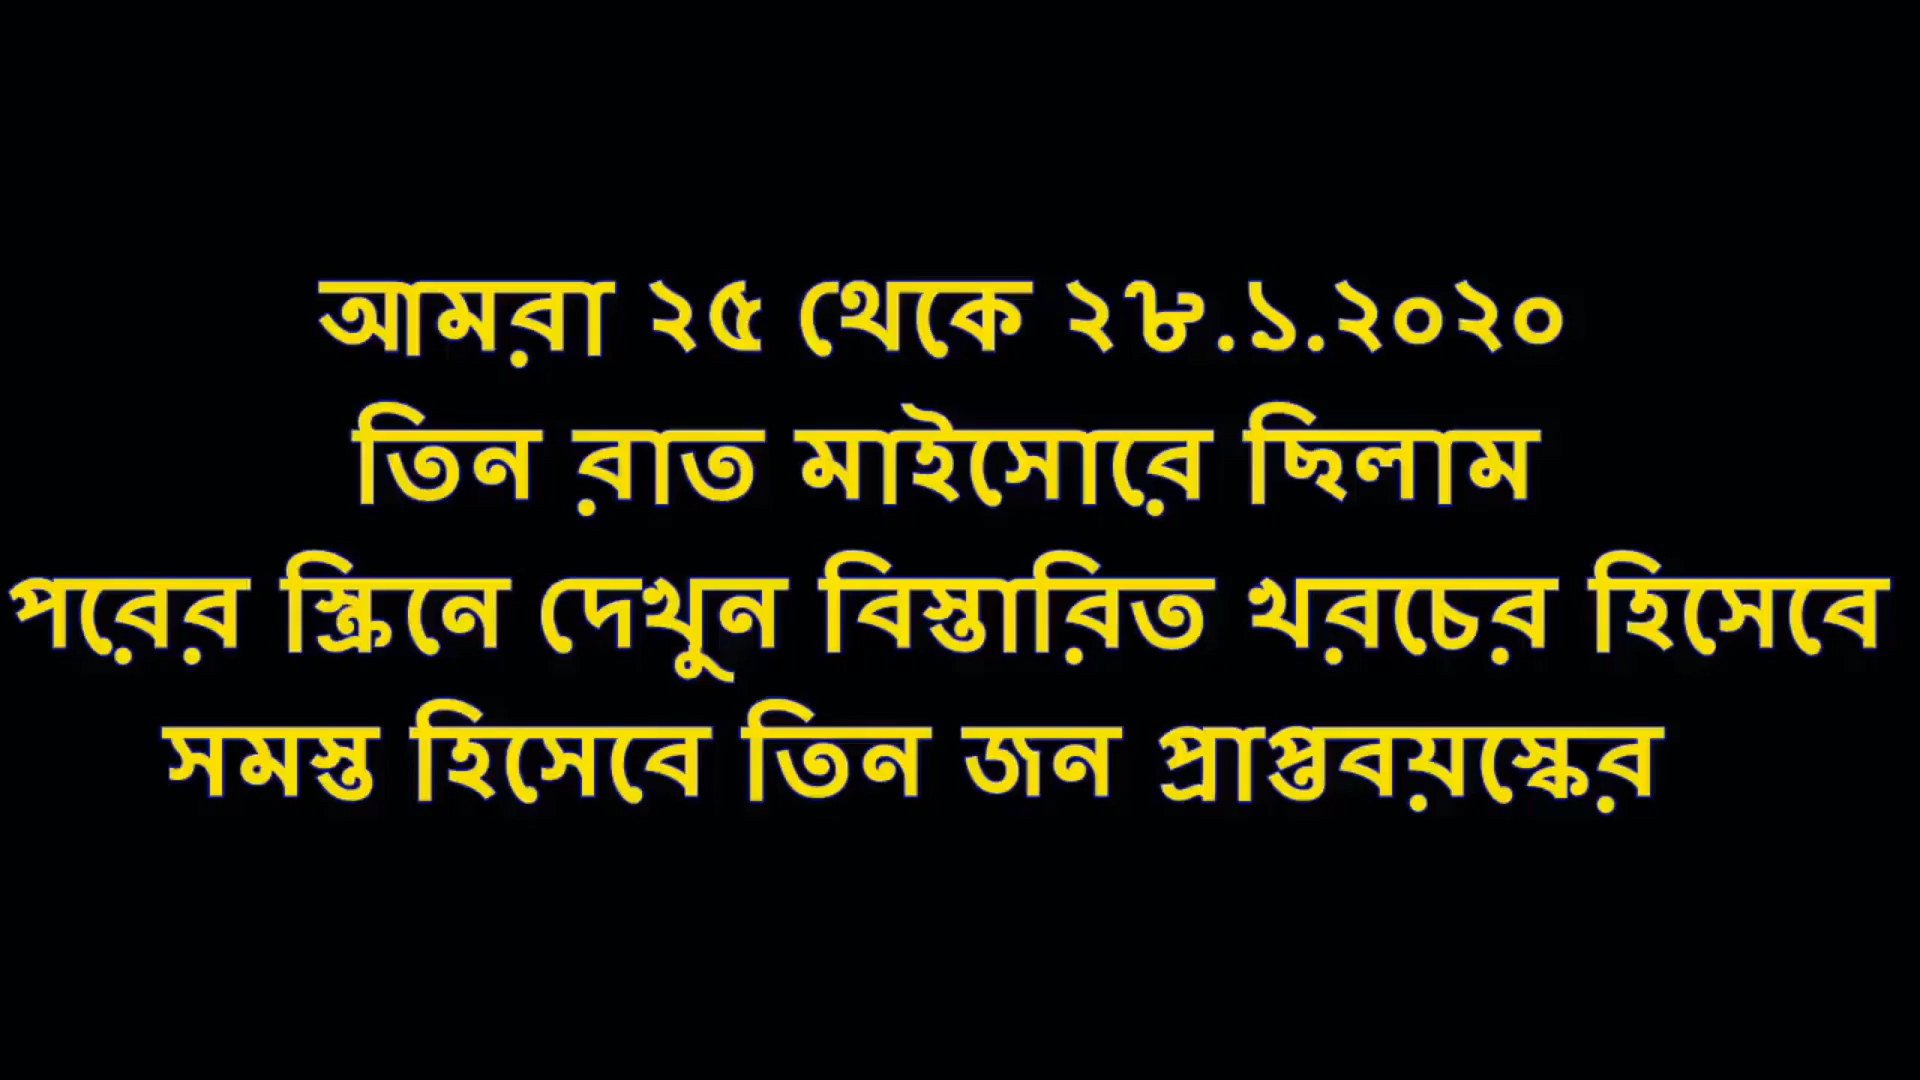 আমরা ২৫ থেকে ২৮.১.২০২০
তিন রাত মাইসোরে ছিলাম
পরের স্ক্রিনে দেখুন বিস্তারিত খরচের হিসেবে
সমস্ত হিসেবে তিন জন প্রাপ্তবয়স্কের